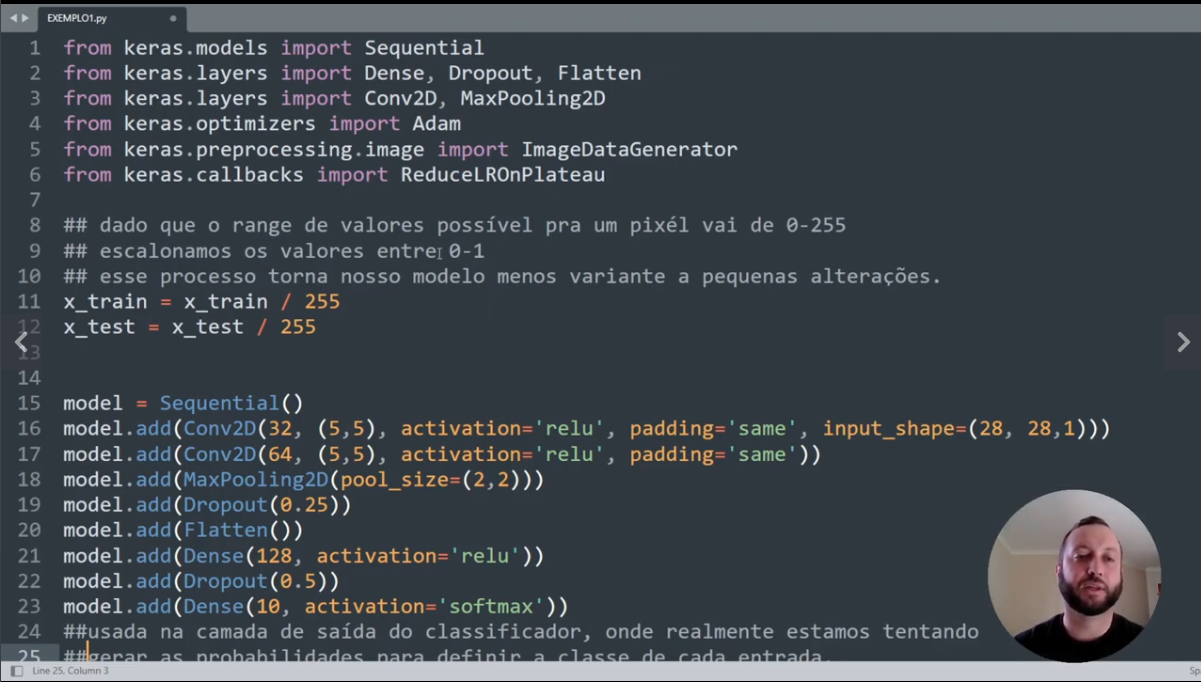 EXEMPLO1.py
1 from keras.models import Sequential
2 from keras.layers import Dense, Dropout, Flatten
3 from keras.layers import Conv2D, MaxPooling2D
4 from keras.optimizers import Adam
5 from keras.preprocessing.image import ImageDataGenerator
6 from keras.callbacks import ReduceLROnPlateau
7
8 ## dado que o range de valores possível pra um pixél vai de 0-255
9 ## escalonamos os valores entre 0-1
10 ## esse processo torna nosso modelo menos variante a pequenas alterações.
11 x_train = x_train / 255
12 x_test = x_test / 255
13
14
15 model = Sequential()
16 model.add(Conv2D(32, (5,5), activation='relu', padding='same', input_shape=(28, 28,1)))
17 model.add(Conv2D(64, (5,5), activation='relu', padding='same'))
18 model.add(MaxPooling2D(pool_size=(2,2)))
19 model.add(Dropout(0.25))
20 model.add(Flatten())
21 model.add(Dense(128, activation='relu'))
22 model.add(Dropout(0.5))
23 model.add(Dense(10, activation='softmax'))
24 ##usada na camada de saída do classificador, onde realmente estamos tentando
25 ##gerar as probabilidades para definir a classe de cada entrada.
Line 25, Column 3